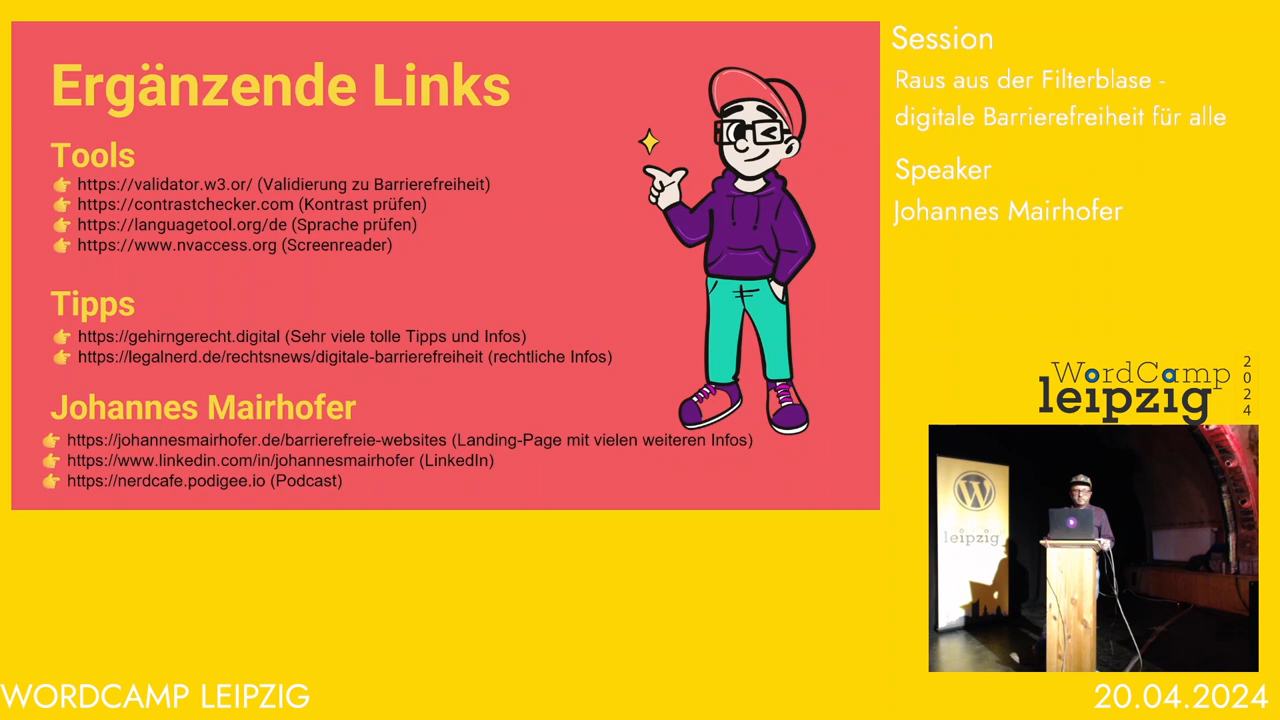 Ergänzende Links
Tools
👉 https://validator.w3.or/ (Validierung zu Barrierefreiheit)
👉 https://contrastchecker.com (Kontrast prüfen)
👉 https://languagetool.org/de (Sprache prüfen)
👉 https://www.nvaccess.org (Screenreader)
Tipps
👉 https://gehirngerecht.digital (Sehr viele tolle Tipps und Infos)
👉 https://legalnerd.de/rechtsnews/digitale-barrierefreiheit (rechtliche Infos)
Johannes Mairhofer
👉 https://johannesmairhofer.de/barrierefreie-websites (Landing-Page mit vielen weiteren Infos)
👉 https://www.linkedin.com/in/johannesmairhofer (LinkedIn)
👉 https://nerdcafe.podigee.io (Podcast)
Session
Raus aus der Filterblase -
digitale Barrierefreiheit für alle
Speaker
Johannes Mairhofer
WordCamp
leipzig
2024
leipzig
WORDCAMP LEIPZIG
20.04.2024